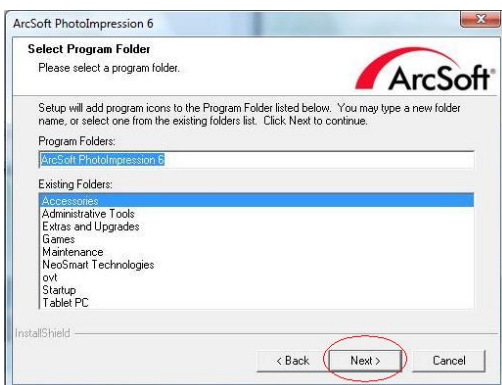 ArcSoft PhotoImpression 6
Select Program Folder
Please select a program folder.
ArcSoft®
Setup will add program icons to the Program Folder listed below. You may type a new folder
name, or select one from the existing folders list. Click Next to continue.
Program Folders:
ArcSoft PhotoImpression 6
Existing Folders:
Accessories
Administrative Tools
Extras and Upgrades
Games
Maintenance
NeoSmart Technologies
ovt
Startup
Tablet PC
InstallShield
< Back
Next >
Cancel